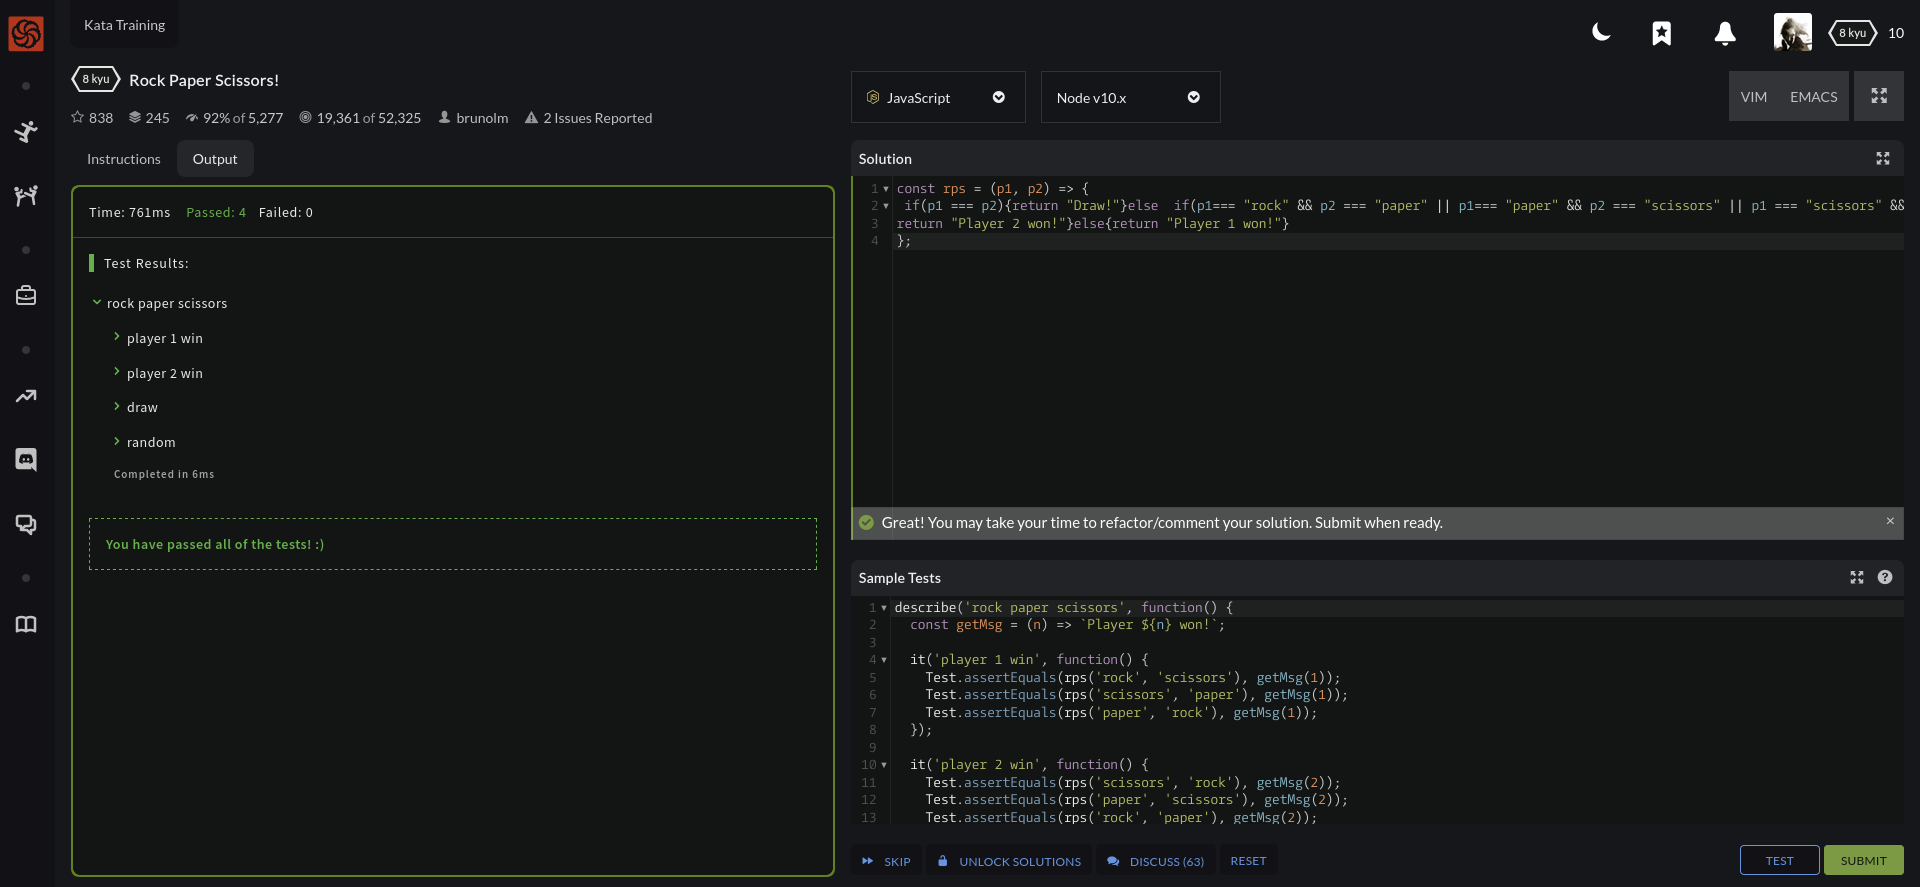 Kata Training
8 kyu
10
8 kyu Rock Paper Scissors!
838 245 92% of 5,277 19,361 of 52,325 brunolm 2 Issues Reported
Instructions Output
Time: 761ms Passed: 4 Failed: 0
Test Results:
rock paper scissors
player 1 win
player 2 win
draw
random
Completed in 6ms
You have passed all of the tests! :)
JavaScript Node v10.x VIM EMACS
Solution
1 const rps = (p1, p2) => {
2 if(p1 === p2){return "Draw!"}else  if(p1=== "rock" && p2 === "paper" || p1=== "paper" && p2 === "scissors" || p1 === "scissors" &&
3 return "Player 2 won!"}else{return "Player 1 won!"}
4 };
Great! You may take your time to refactor/comment your solution. Submit when ready.
Sample Tests
1 describe('rock paper scissors', function() {
2 const getMsg = (n) => `Player ${n} won!`;
3
4 it('player 1 win', function() {
5 Test.assertEquals(rps('rock', 'scissors'), getMsg(1));
6 Test.assertEquals(rps('scissors', 'paper'), getMsg(1));
7 Test.assertEquals(rps('paper', 'rock'), getMsg(1));
8 });
9
10 it('player 2 win', function() {
11 Test.assertEquals(rps('scissors', 'rock'), getMsg(2));
12 Test.assertEquals(rps('paper', 'scissors'), getMsg(2));
13 Test.assertEquals(rps('rock', 'paper'), getMsg(2));
SKIP UNLOCK SOLUTIONS DISCUSS (63) RESET TEST SUBMIT